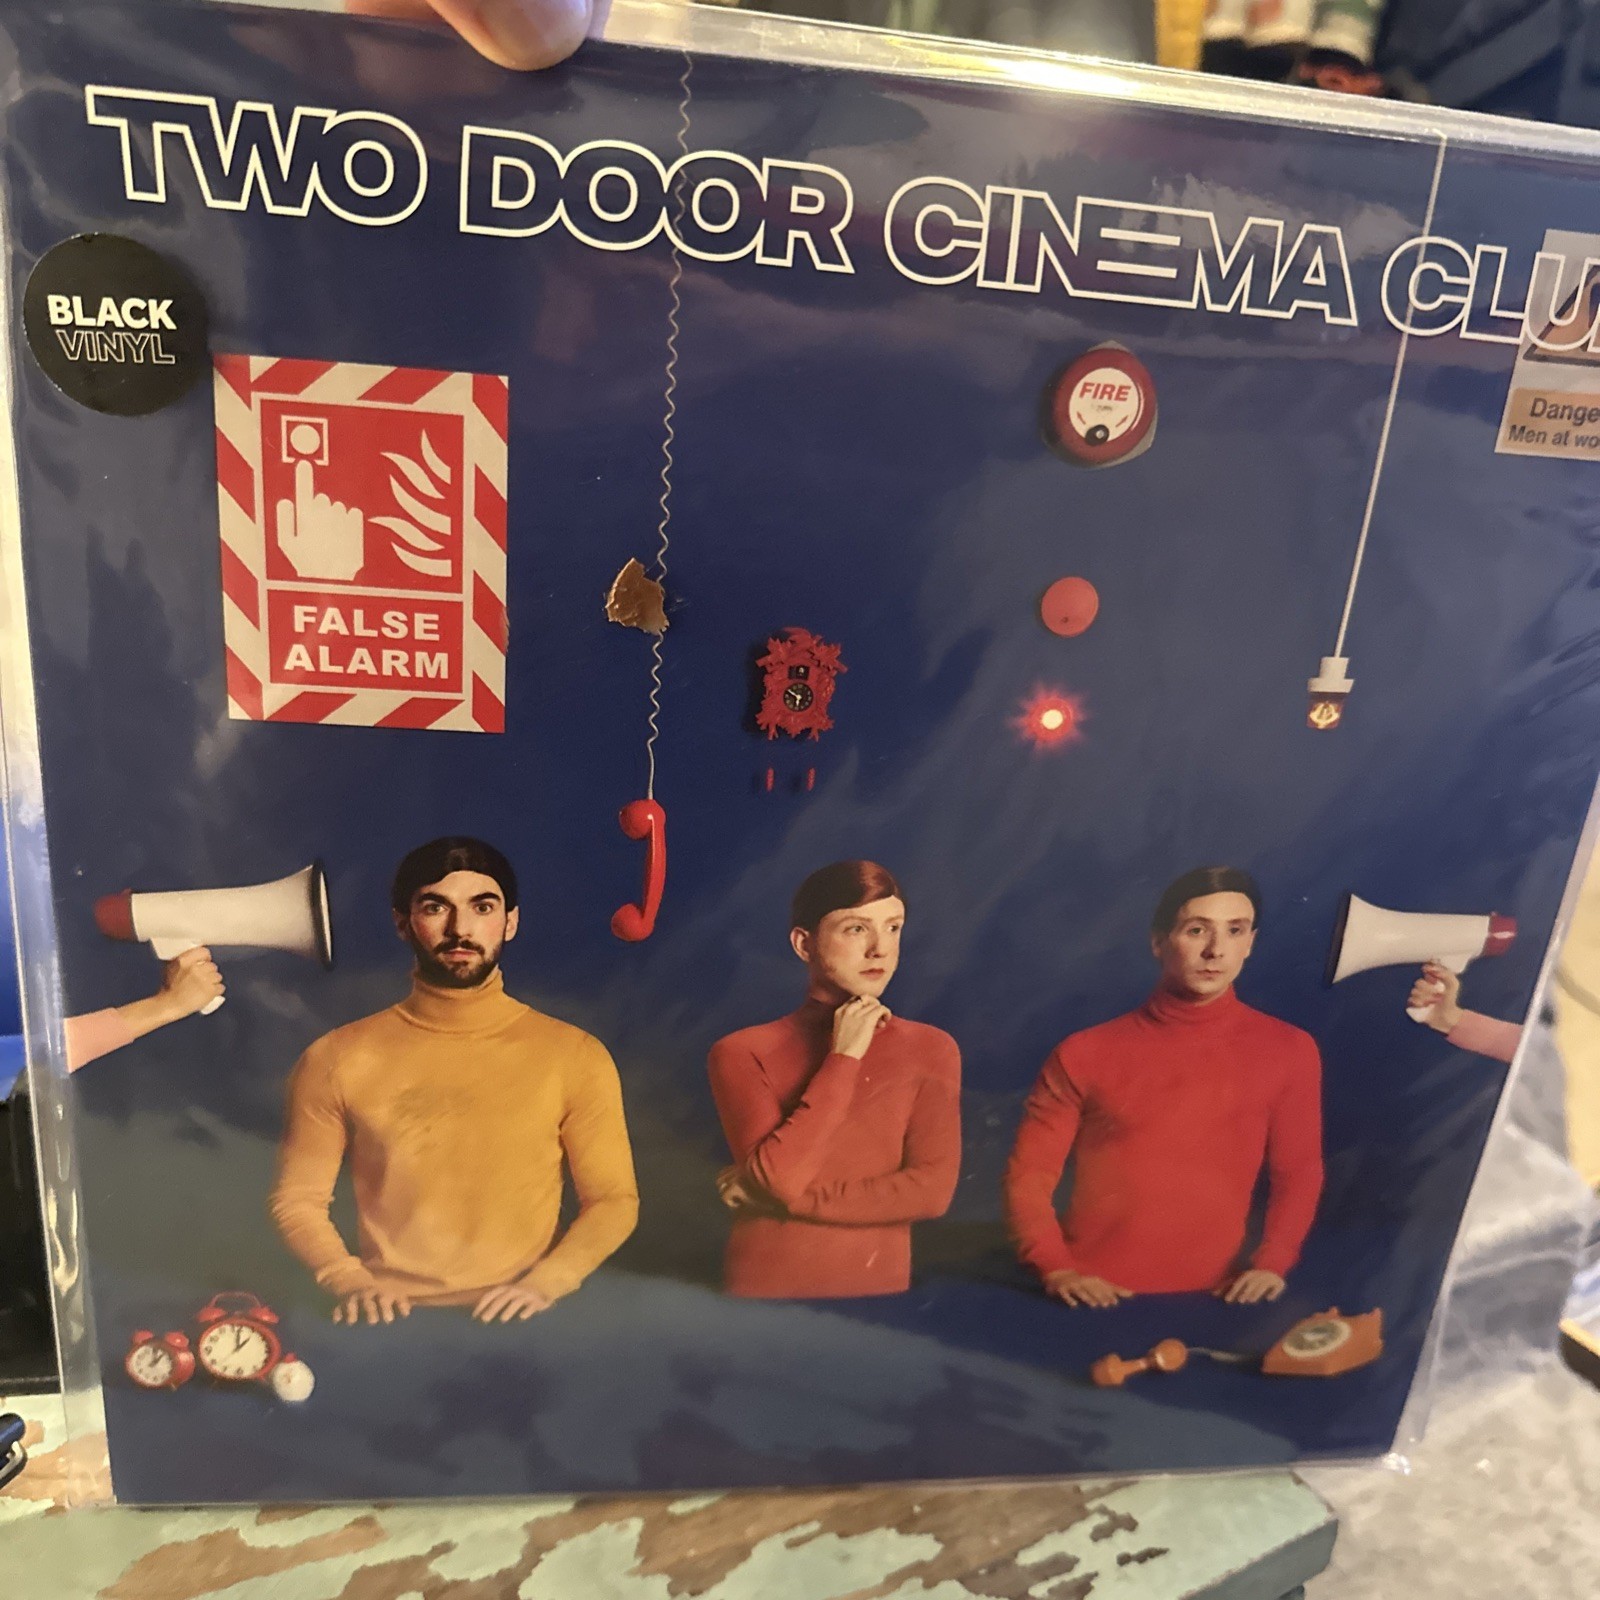 TWO DOOR CINEMA CLU
BLACK
VINYL
FALSE
ALARM
FIRE
Dange
Men at wo